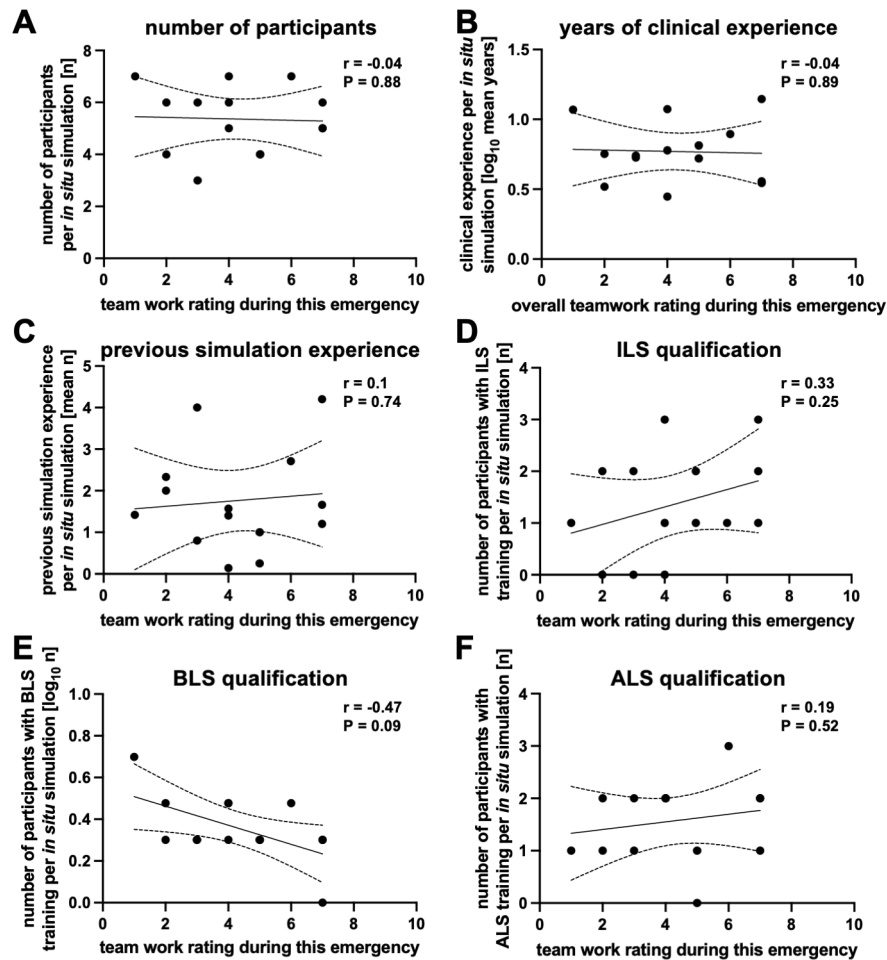 A
number of participants
r = -0.04
P = 0.88
number of participants
per in situ simulation [n]
8
6
4
2
0
2
4
6
8
10
team work rating during this emergency
B
years of clinical experience
r = -0.04
P = 0.89
clinical experience per in situ
simulation [log10 mean years]
1.5
1.0
0.5
0.0
0
2
4
6
8
10
overall teamwork rating during this emergency
C
previous simulation experience
r = 0.1
P = 0.74
previous simulation experience
per in situ simulation [mean n]
5
4
3
2
1
0
0
2
4
6
8
10
team work rating during this emergency
D
ILS qualification
r = 0.33
P = 0.25
number of participants with ILS
training per in situ simulation [n]
4
3
2
1
0
0
2
4
6
8
10
team work rating during this emergency
E
BLS qualification
r = -0.47
P = 0.09
number of participants with BLS
training per in situ simulation [log10 n]
1.0
0.8
0.6
0.4
0.2
0.0
0
2
4
6
8
10
team work rating during this emergency
F
ALS qualification
r = 0.19
P = 0.52
number of participants with
ALS training per in situ simulation [n]
4
3
2
1
0
0
2
4
6
8
10
team work rating during this emergency